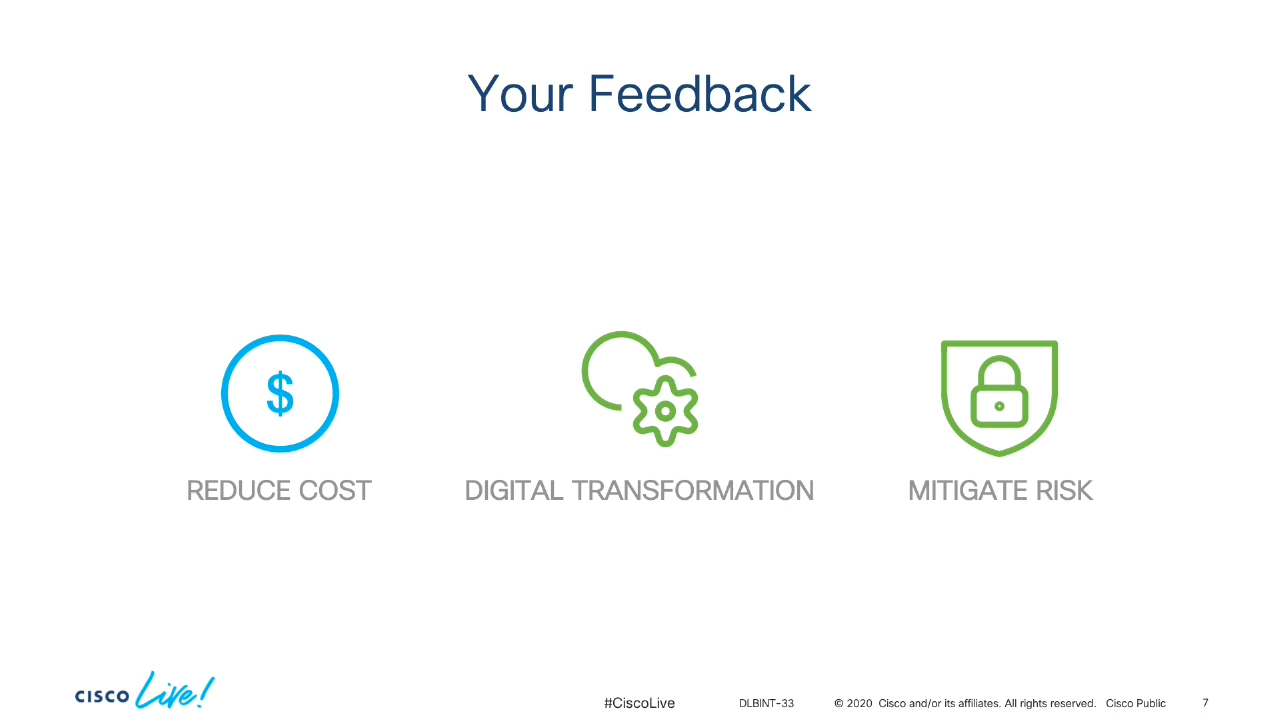 Your Feedback
$
REDUCE COST
DIGITAL TRANSFORMATION
MITIGATE RISK
CISCO Live!
#CiscoLive
DLBINT-33
© 2020 Cisco and/or its affiliates. All rights reserved. Cisco Public
7